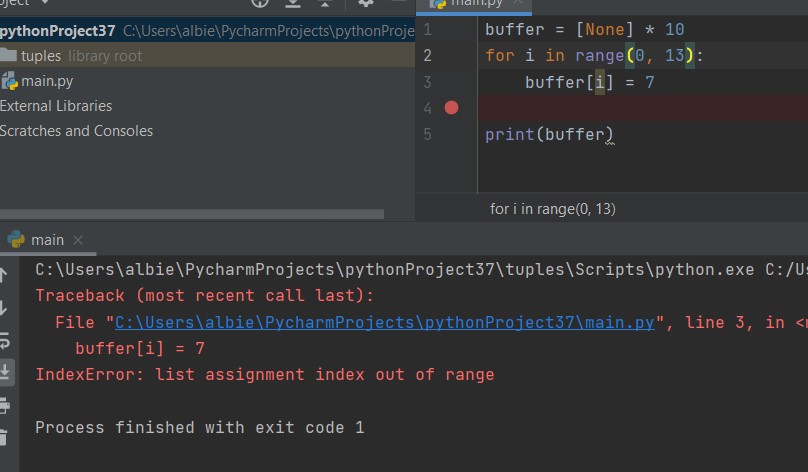 main.py
pythonProject37 C:\Users\albie\PycharmProjects\pythonProje
tuples library root
main.py
External Libraries
Scratches and Consoles
1 buffer = [None] * 10
2 for i in range(0, 13):
3 buffer[i] = 7
4
5 print(buffer)
for i in range(0, 13)
main
C:\Users\albie\PycharmProjects\pythonProject37\tuples\Scripts\python.exe C:/Us
Traceback (most recent call last):
File "C:\Users\albie\PycharmProjects\pythonProject37\main.py", line 3, in <m
buffer[i] = 7
IndexError: list assignment index out of range
Process finished with exit code 1